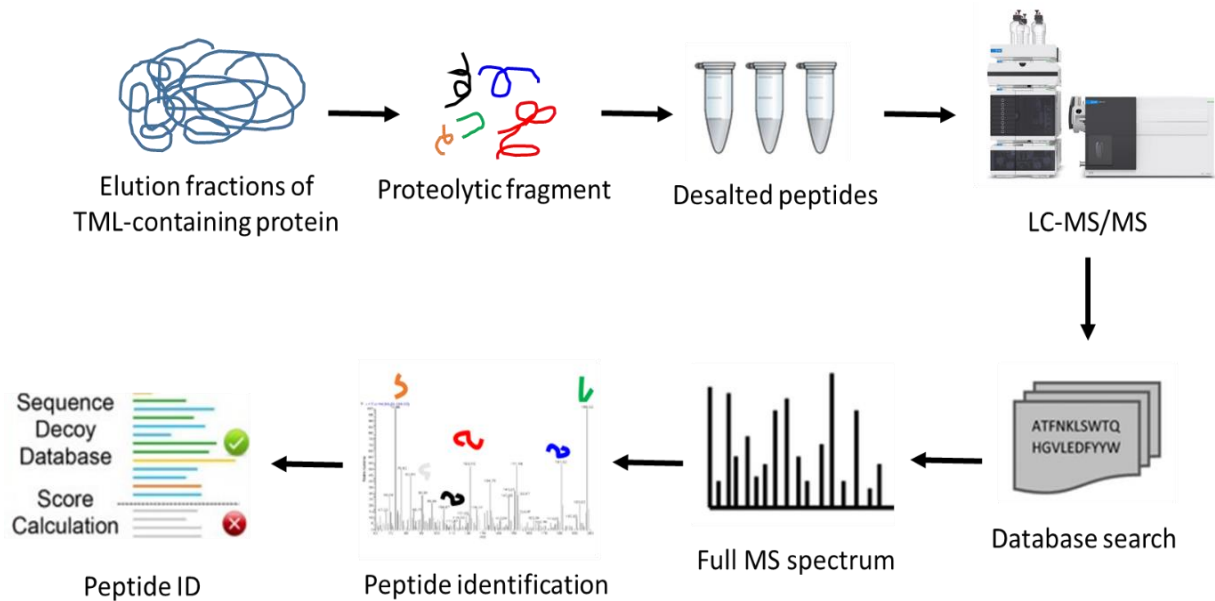 Elution fractions of
TML-containing protein
Proteolytic fragment
Desalted peptides
LC-MS/MS
ATFNKLSWTQ
HGVLEDFYYW
Database search
Full MS spectrum
Peptide identification
Sequence
Decoy
Database
Score
Calculation
Peptide ID